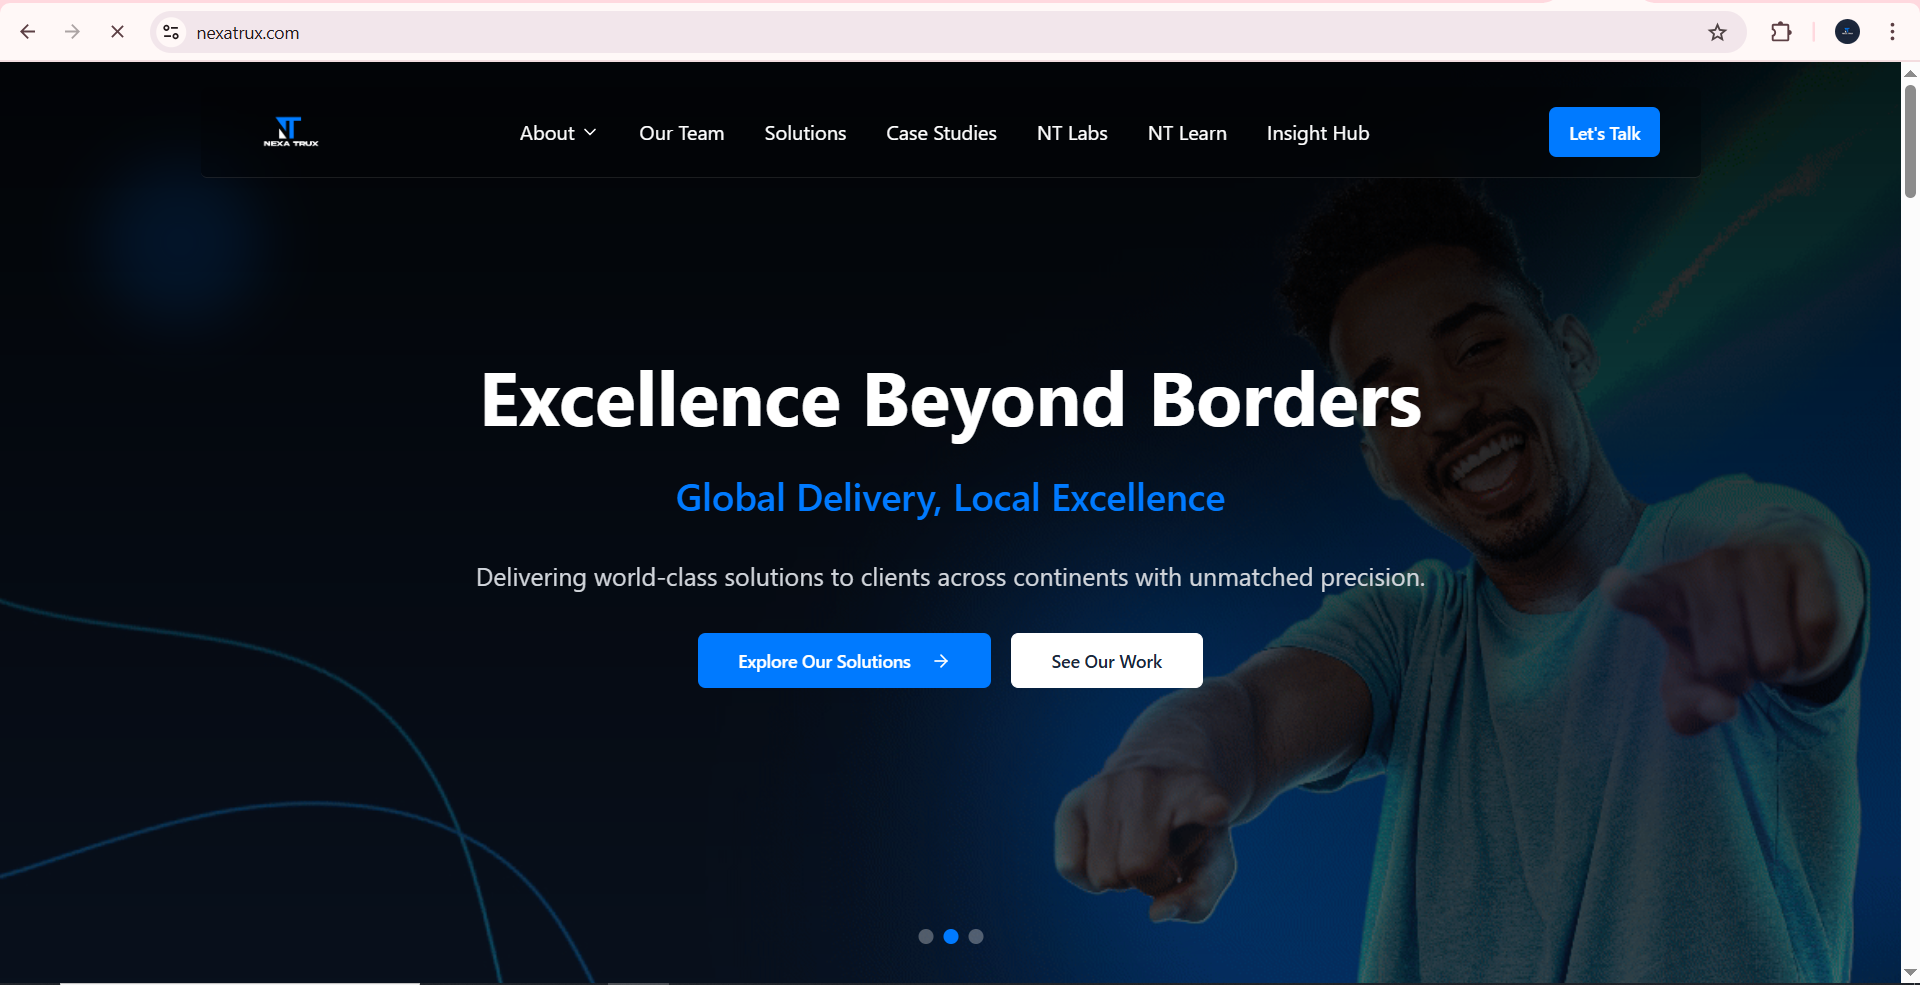 nexatrux.com
NEXA TRUX
About
Our Team
Solutions
Case Studies
NT Labs
NT Learn
Insight Hub
Let's Talk
Excellence Beyond Borders
Global Delivery, Local Excellence
Delivering world-class solutions to clients across continents with unmatched precision.
Explore Our Solutions
See Our Work